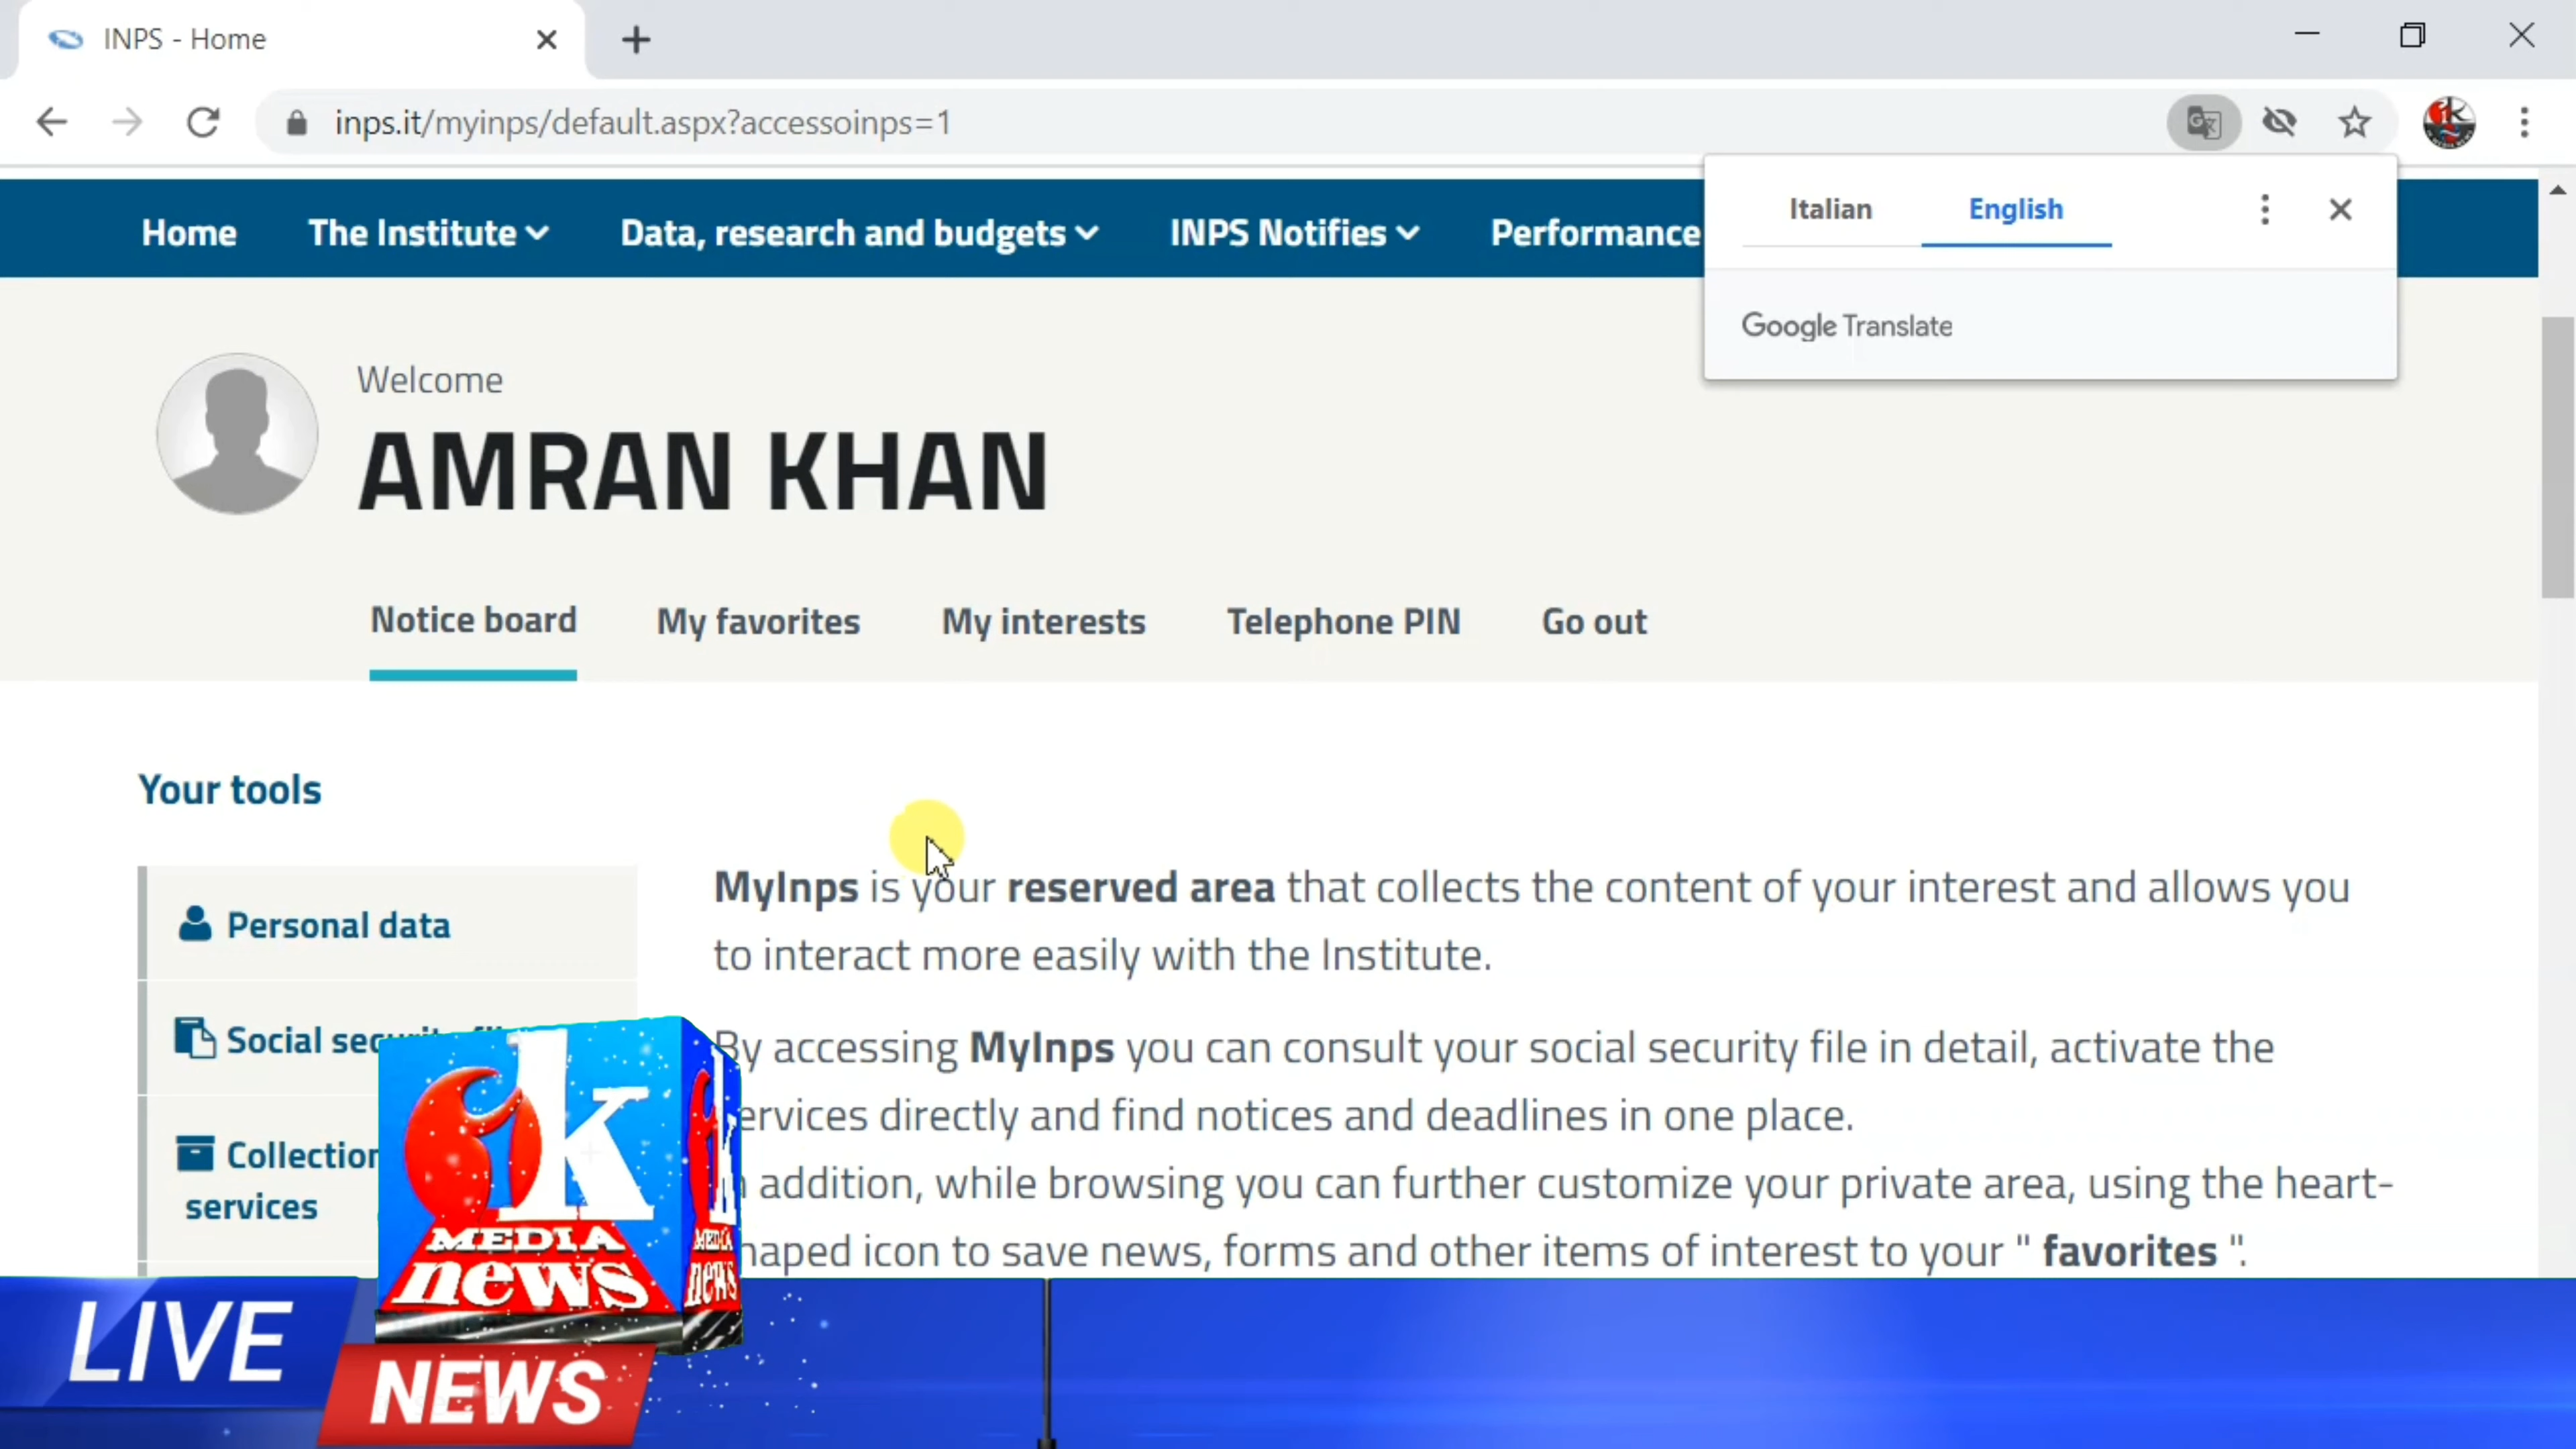 INPS - Home
inps.it/myinps/default.aspx?accessoinps=1
Home The Institute Data, research and budgets INPS Notifies Performance
Italian English
Google Translate
Welcome
AMRAN KHAN
Notice board My favorites My interests Telephone PIN Go out
Your tools
Personal data
Social
Collection
services
MyInps is your reserved area that collects the content of your interest and allows you
to interact more easily with the Institute.
By accessing MyInps you can consult your social security file in detail, activate the
ervices directly and find notices and deadlines in one place.
addition, while browsing you can further customize your private area, using the heart-
haped icon to save news, forms and other items of interest to your " favorites ".
ik
MEDIA
news
LIVE
NEWS